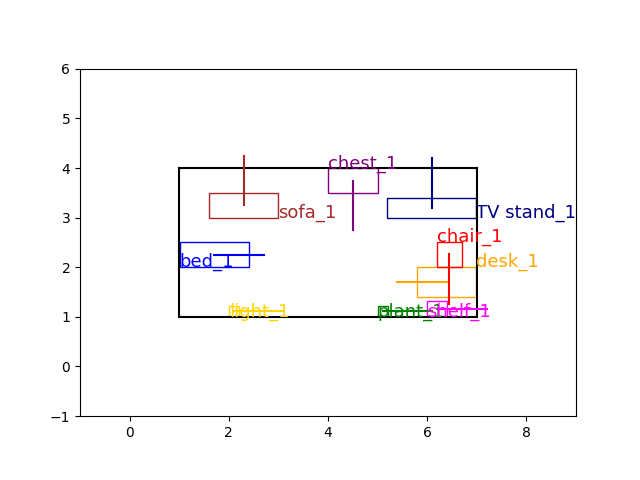 6
5
4
3
2
1
0
−1
chest_1
sofa_1
TV stand_1
chair_1
bed_1
desk_1
light_1
plant_1
shelf_1
0
2
4
6
8